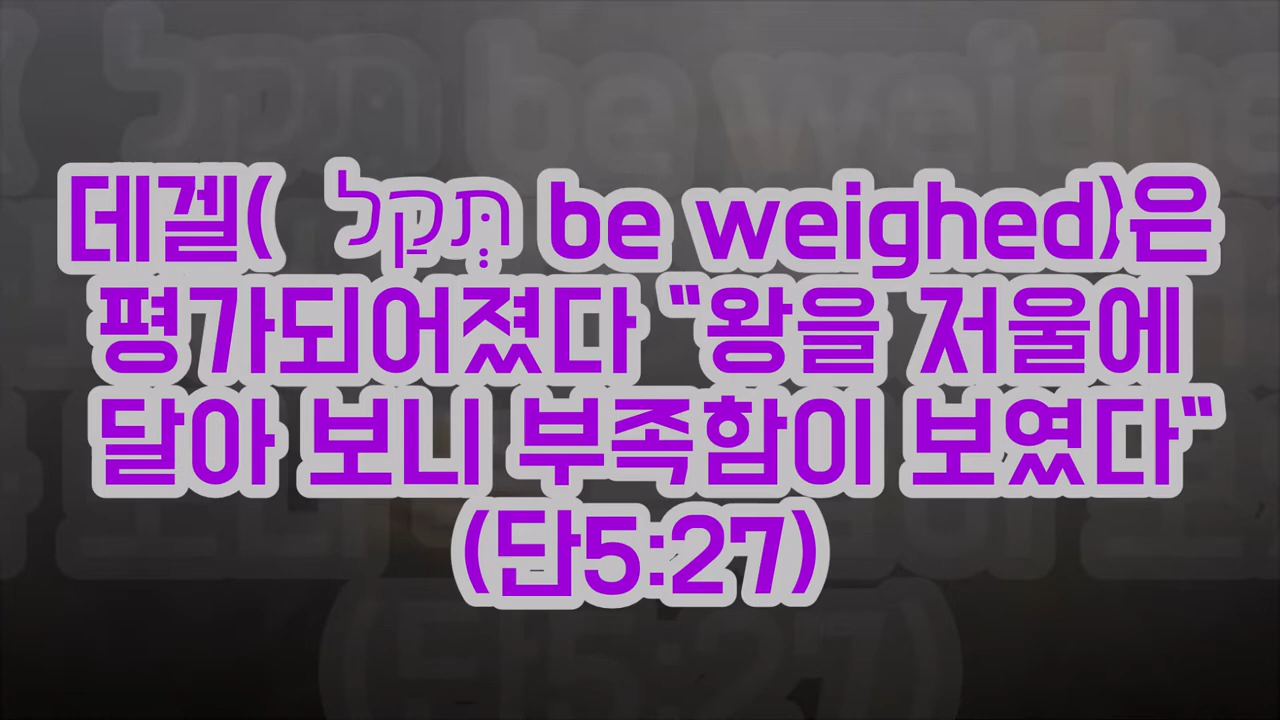 데겔( תְּקַל be weighed)은
평가되어졌다 "왕을 저울에
달아 보니 부족함이 보였다"
(단5:27)